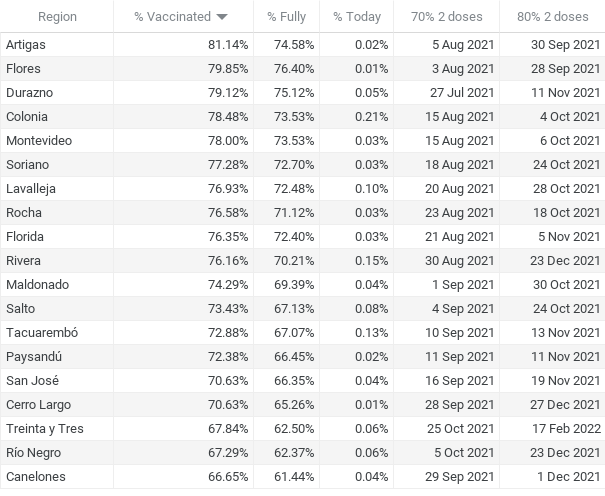 Region % Vaccinated % Fully % Today 70% 2 doses 80% 2 doses
Artigas 81.14% 74.58% 0.02% 5 Aug 2021 30 Sep 2021
Flores 79.85% 76.40% 0.01% 3 Aug 2021 28 Sep 2021
Durazno 79.12% 75.12% 0.05% 27 Jul 2021 11 Nov 2021
Colonia 78.48% 73.53% 0.21% 15 Aug 2021 4 Oct 2021
Montevideo 78.00% 73.53% 0.03% 15 Aug 2021 6 Oct 2021
Soriano 77.28% 72.70% 0.03% 18 Aug 2021 24 Oct 2021
Lavalleja 76.93% 72.48% 0.10% 20 Aug 2021 28 Oct 2021
Rocha 76.58% 71.12% 0.03% 23 Aug 2021 18 Oct 2021
Florida 76.35% 72.40% 0.03% 21 Aug 2021 5 Nov 2021
Rivera 76.16% 70.21% 0.15% 30 Aug 2021 23 Dec 2021
Maldonado 74.29% 69.39% 0.04% 1 Sep 2021 30 Oct 2021
Salto 73.43% 67.13% 0.08% 4 Sep 2021 24 Oct 2021
Tacuarembó 72.88% 67.07% 0.13% 10 Sep 2021 13 Nov 2021
Paysandú 72.38% 66.45% 0.02% 11 Sep 2021 11 Nov 2021
San José 70.63% 66.35% 0.04% 16 Sep 2021 19 Nov 2021
Cerro Largo 70.63% 65.26% 0.01% 28 Sep 2021 27 Dec 2021
Treinta y Tres 67.84% 62.50% 0.06% 25 Oct 2021 17 Feb 2022
Río Negro 67.29% 62.37% 0.06% 5 Oct 2021 23 Dec 2021
Canelones 66.65% 61.44% 0.04% 29 Sep 2021 1 Dec 2021